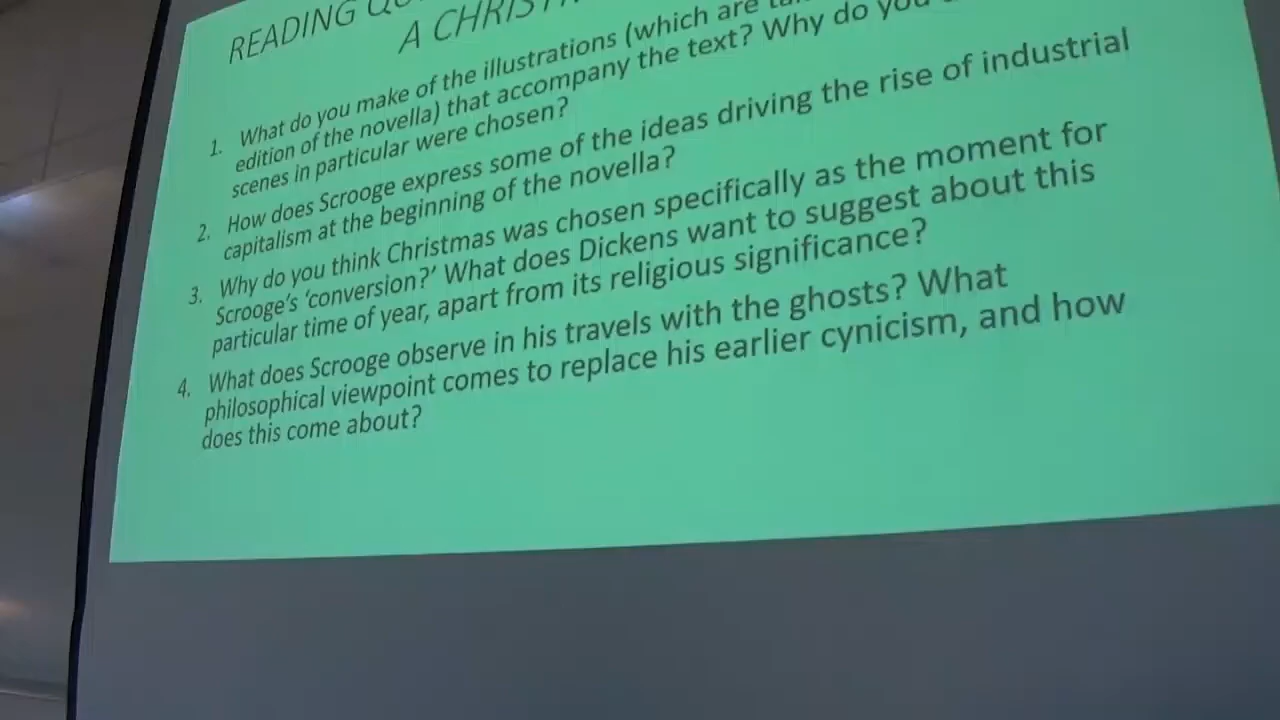 READING
A CHRIST
1. What do you make of the illustrations (which are
edition of the novella) that accompany the text? Why do you
scenes in particular were chosen?
2. How does Scrooge express some of the ideas driving the rise of industrial
capitalism at the beginning of the novella?
3. Why do you think Christmas was chosen specifically as the moment for
Scrooge's 'conversion?' What does Dickens want to suggest about this
particular time of year, apart from its religious significance?
4. What does Scrooge observe in his travels with the ghosts? What
philosophical viewpoint comes to replace his earlier cynicism, and how
does this come about?